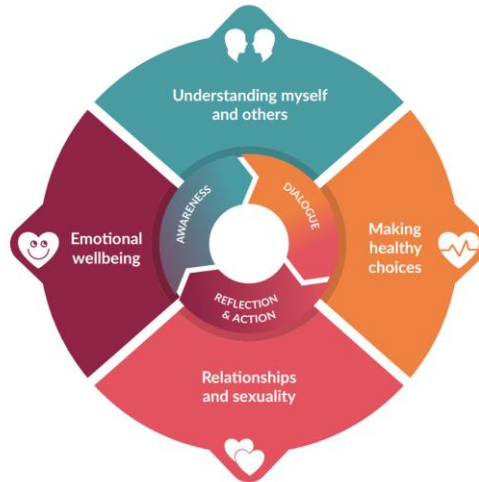 Understanding myself
and others
AWARENESS
DIALOGUE
Emotional
wellbeing
Making
healthy
choices
REFLECTION
& ACTION
Relationships
and sexuality